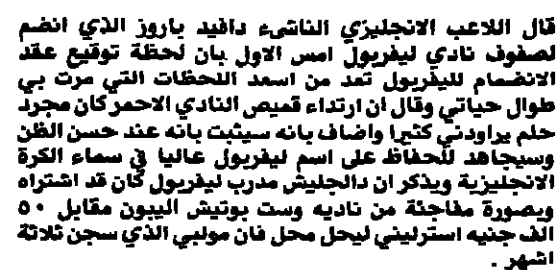 قال اللاعب الانجليزي الناشىء دافيد باروز الذي انضم
لصفوف نادي ليفربول امس الاول بان لحظة توقيع عقد
الانضمام لليفربول تعد من اسعد اللحظات التي مرت بي
طوال حياتي وقال ان ارتداء قميص النادي الاحمر كان مجرد
حلم يراودني كثيرا واضاف بانه سيثبت بانه عند حسن الظن
وسيجاهد للحفاظ على اسم ليفربول عاليا في سماء الكرة
الانجليزية ويذكر ان دالجليش مدرب ليفربول كان قد اشتراه
وبصورة مفاجئة من ناديه وست بوتيش البيون مقابل ٥٠
الف جنيه استرليني ليحل محل فان مولبي الذي سجن ثلاثة
اشهر .